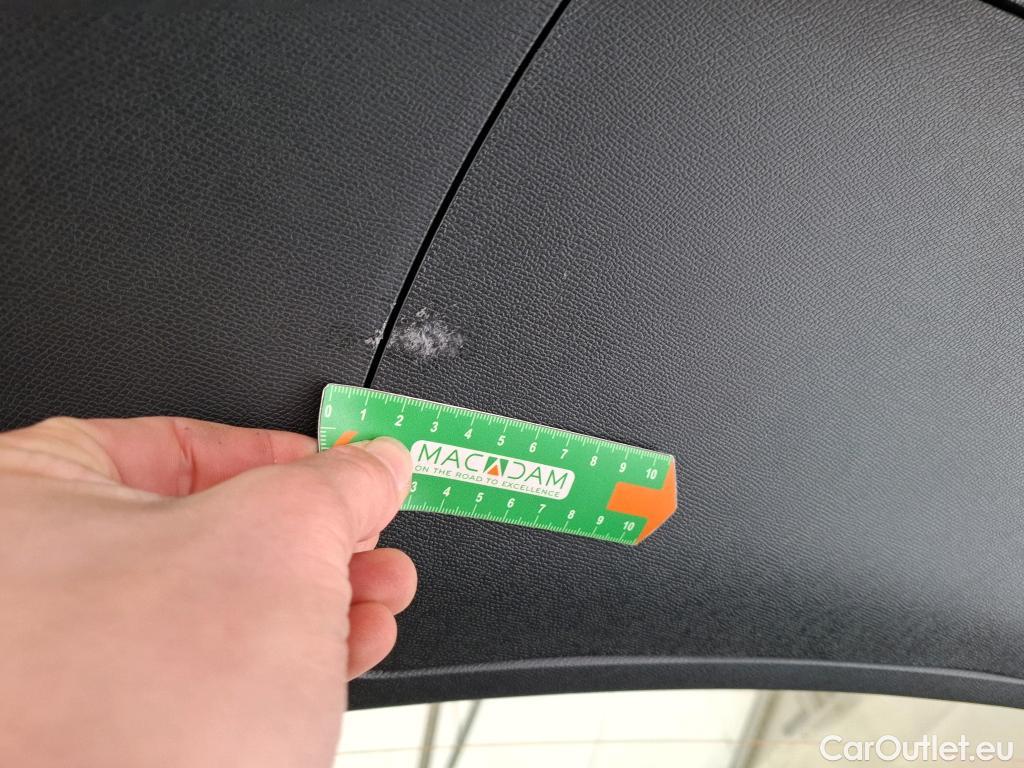 0 1 2 3 4 5 6 7 8 9 10
MACADAM
ON THE ROAD TO EXCELLENCE
3 4 5 6 7 8 9 10
CarOutlet.eu